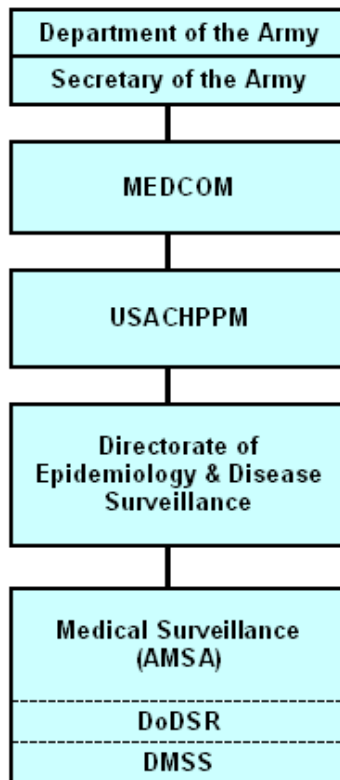 Department of the Army
Secretary of the Army
MEDCOM
USACHPPM
Directorate of
Epidemiology & Disease
Surveillance
Medical Surveillance
(AMSA)
DoDSR
DMSS